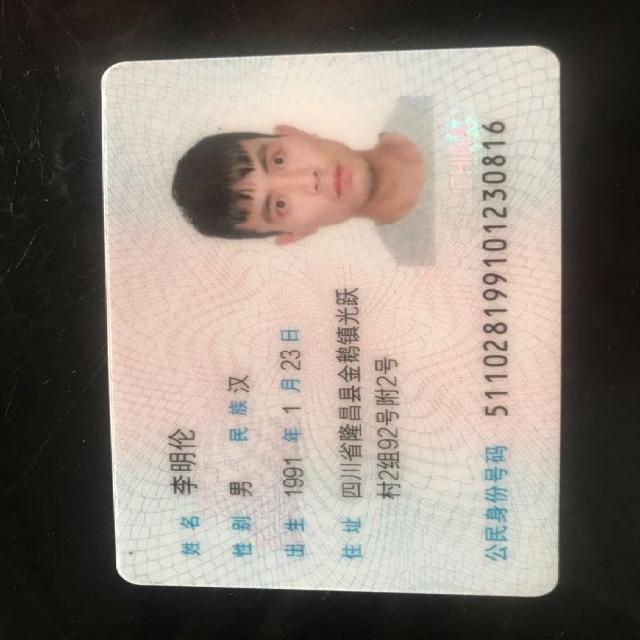 姓名 李明伦
性别 男 民族 汉
出生 1991 年 1 月 23 日
住址 四川省隆昌县金鹅镇光跃
村2组92号附2号
公民身份号码 511028199101230816